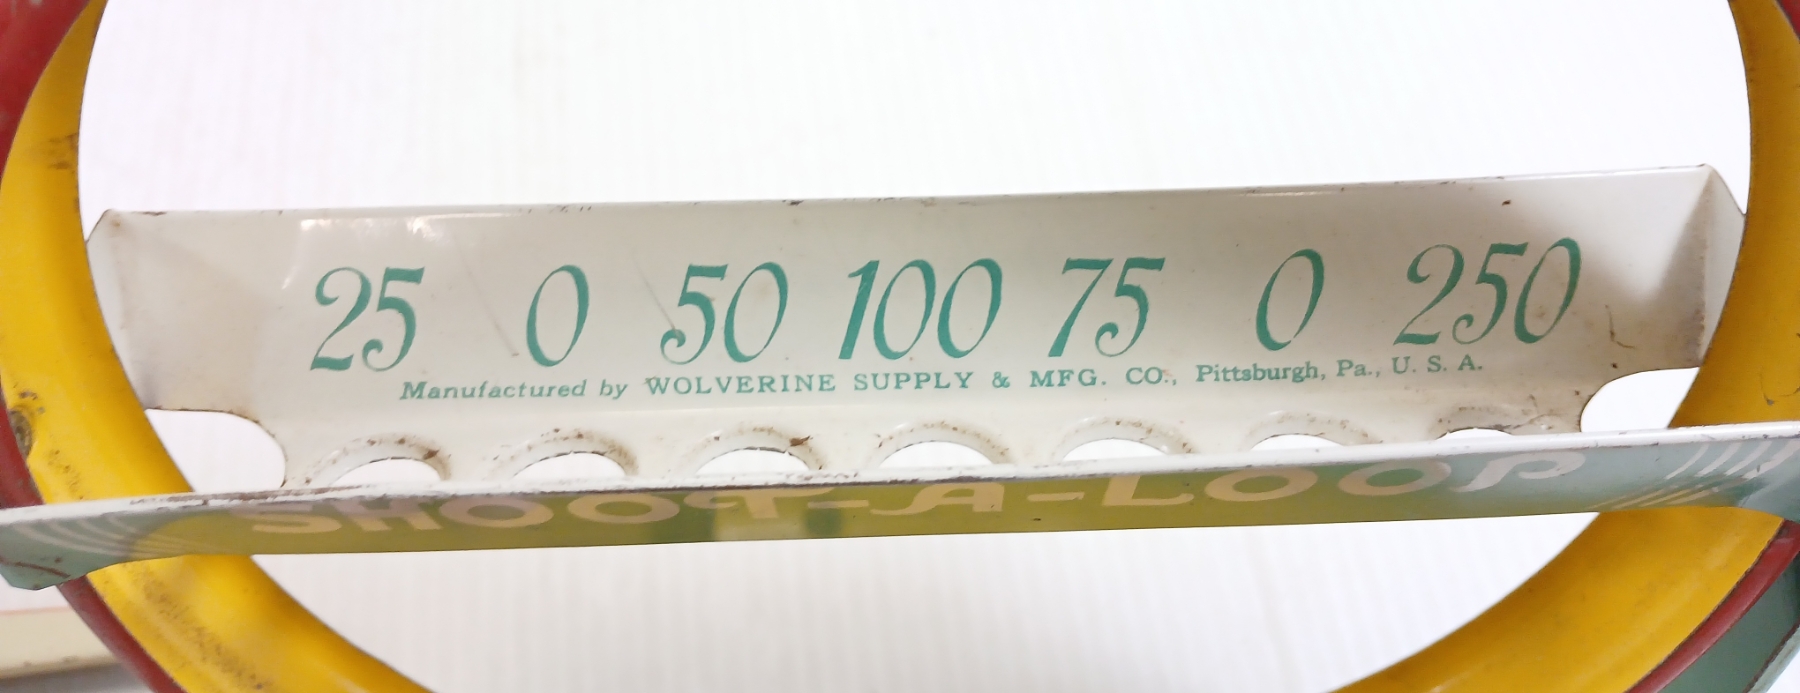 25 0 50 100 75 0 250
Manufactured by WOLVERINE SUPPLY & MFG. CO., Pittsburgh, Pa., U. S. A.
SHOOT-A-LOOP